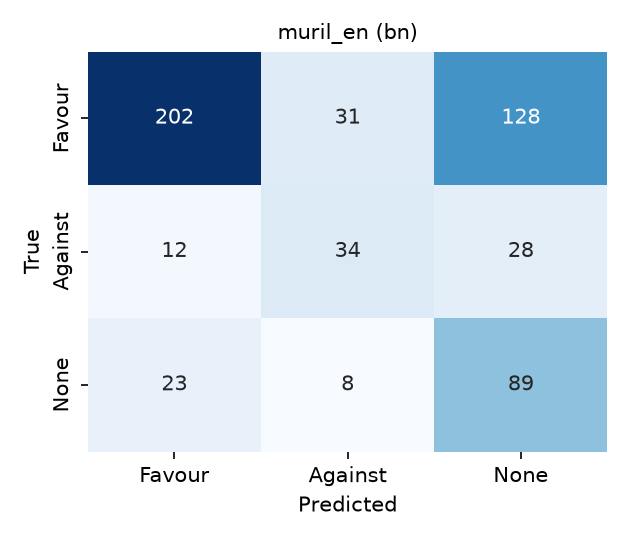 muril_en (bn)
Favour 202 31 128
Against 12 34 28
None 23 8 89
True
Favour Against None
Predicted